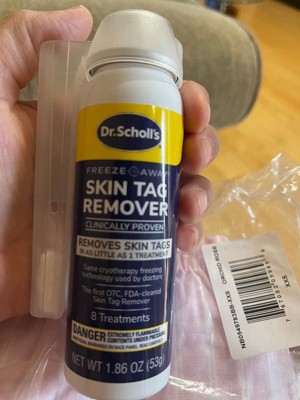 Dr.Scholl's
FREEZE AWAY
SKIN TAG
REMOVER
CLINICALLY PROVEN
REMOVES SKIN TAGS
IN AS LITTLE AS 1 TREATMENT
Same cryotherapy freezing
technology used by doctors
The first OTC, FDA-cleared
Skin Tag Remover
8 Treatments
DANGER EXTREMELY FLAMMABLE
CONTENTS UNDER PRESSURE
NET WT 1.86 OZ (53g)
XXS